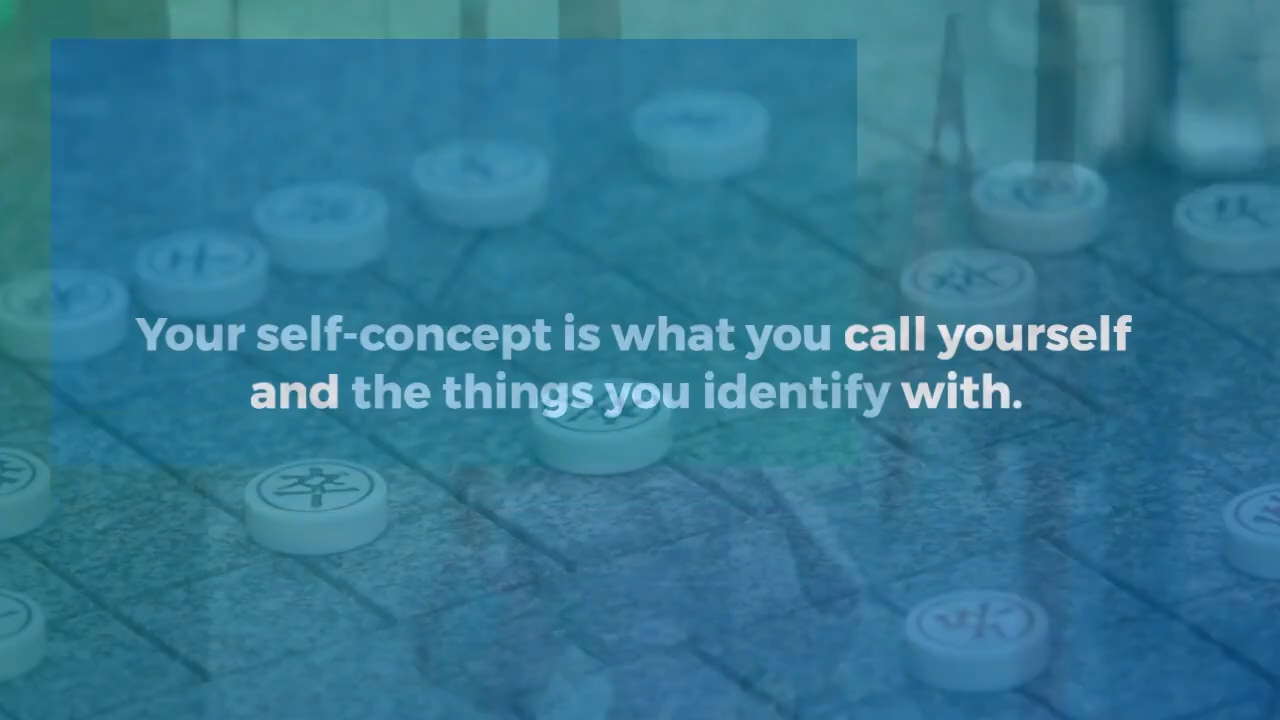 Your self-concept is what you call yourself
and the things you identify with.